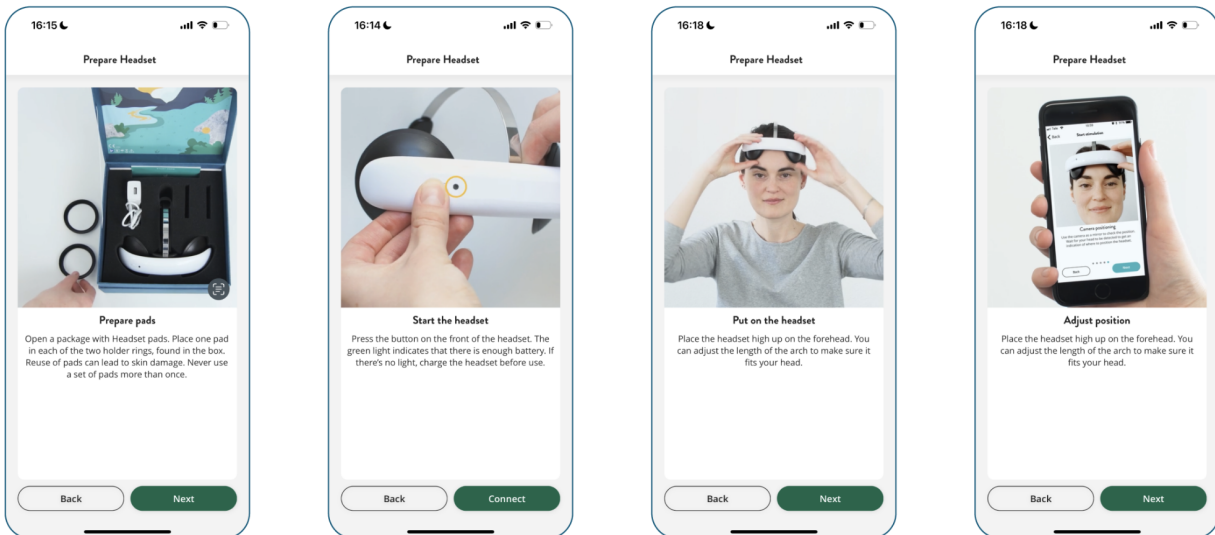 16:15
Prepare Headset
Prepare pads
Open a package with Headset pads. Place one pad
in each of the two holder rings, found in the box.
Reuse of pads can lead to skin damage. Never use
a set of pads more than once.
Back
Next
16:14
Prepare Headset
Start the headset
Press the button on the front of the headset. The
green light indicates that there is enough battery. If
there's no light, charge the headset before use.
Back
Connect
16:18
Prepare Headset
Put on the headset
Place the headset high up on the forehead. You
can adjust the length of the arch to make sure it
fits your head.
Back
Next
16:18
Prepare Headset
Back
Start stimulation
Camera positioning
Adjust position
Place the headset high up on the forehead. You
can adjust the length of the arch to make sure it
fits your head.
Back
Next